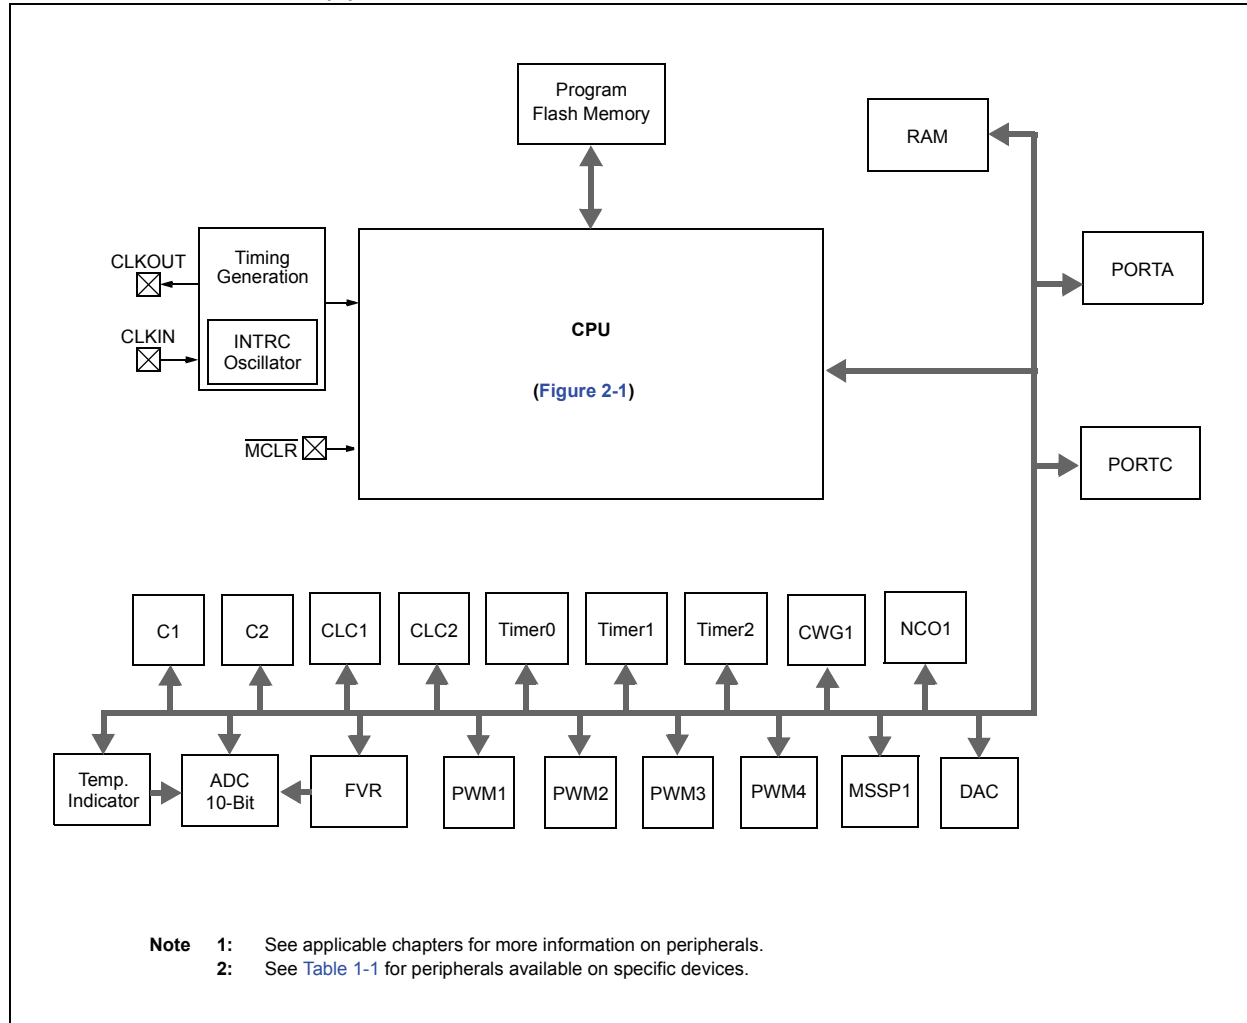 Program
Flash Memory
RAM
CLKOUT
Timing
Generation
PORTA
CLKIN
INTRC
Oscillator
CPU
(Figure 2-1)
MCLR
PORTC
C1
C2
CLC1
CLC2
Timer0
Timer1
Timer2
CWG1
NCO1
Temp.
Indicator
ADC
10-Bit
FVR
PWM1
PWM2
PWM3
PWM4
MSSP1
DAC
Note 1: See applicable chapters for more information on peripherals.
2: See Table 1-1 for peripherals available on specific devices.